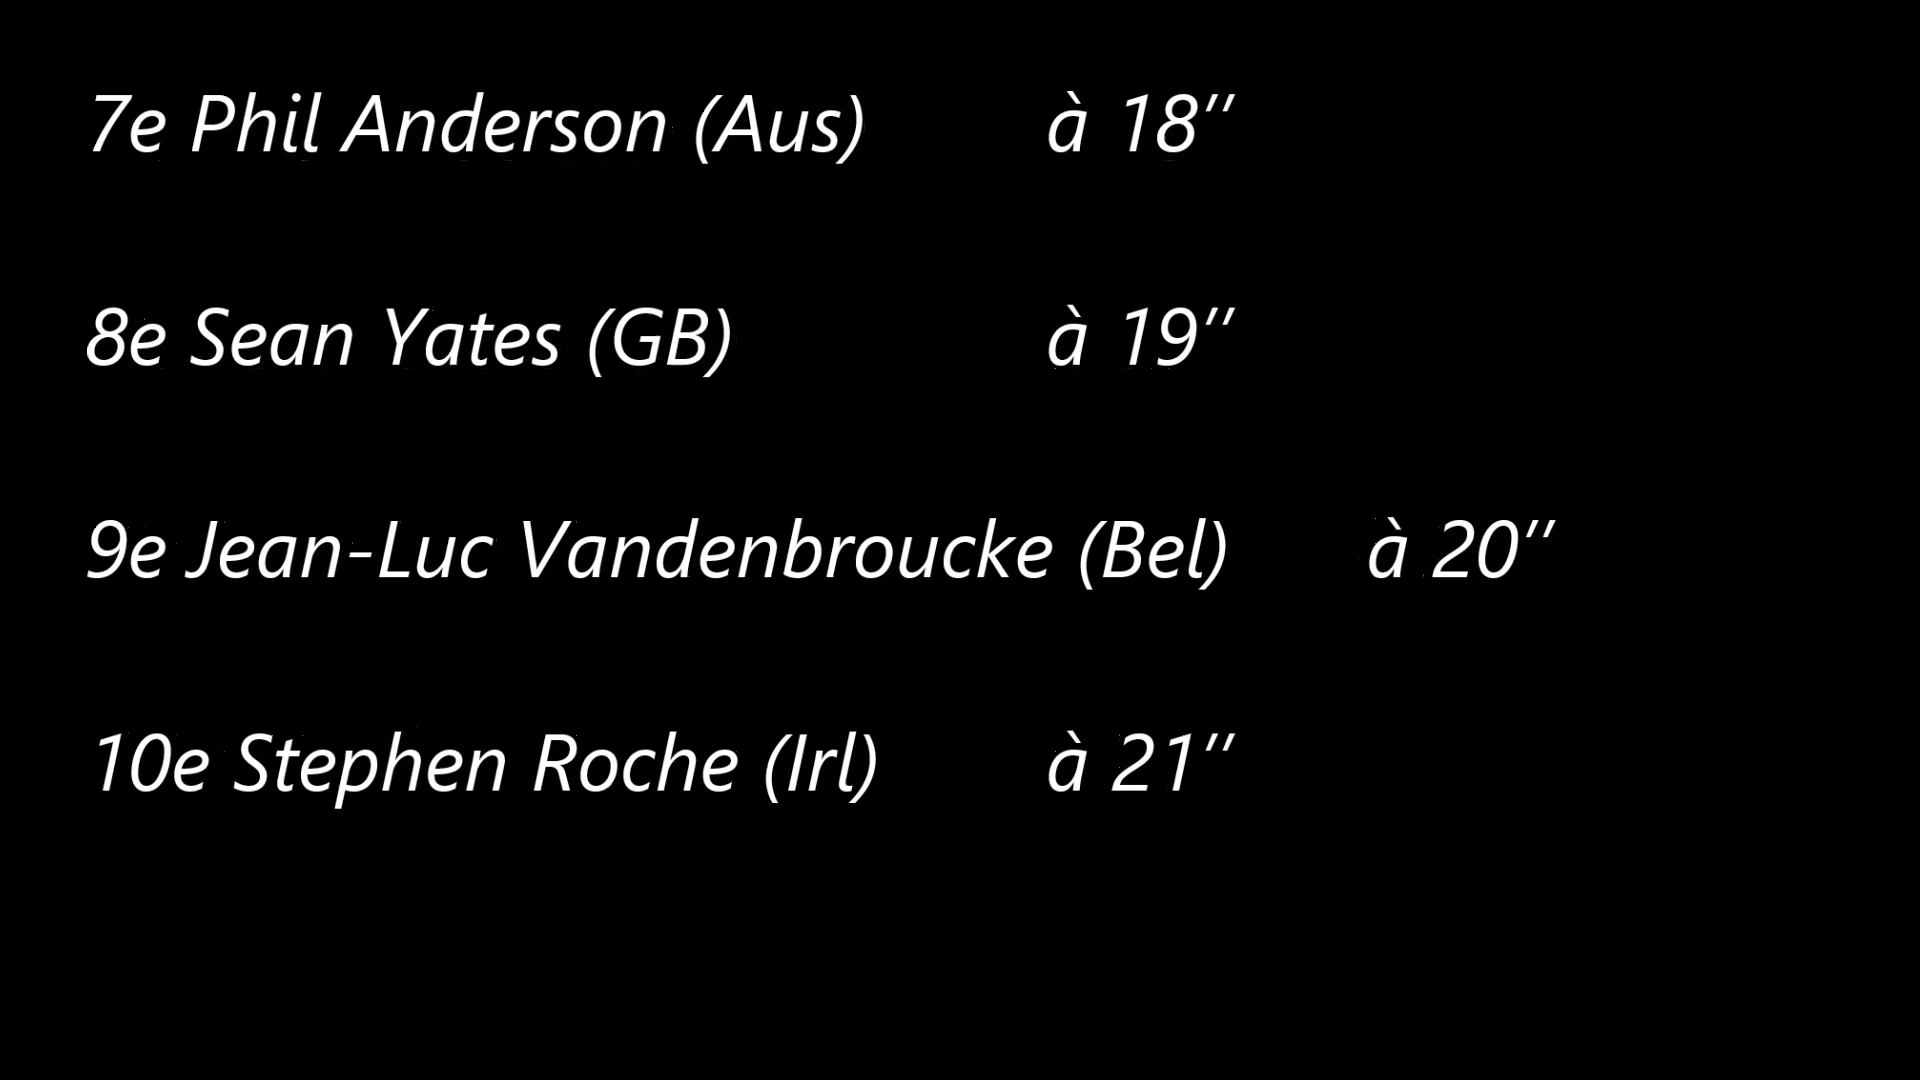 7e Phil Anderson (Aus) à 18’’
8e Sean Yates (GB) à 19’’
9e Jean-Luc Vandenbroucke (Bel) à 20’’
10e Stephen Roche (Irl) à 21’’